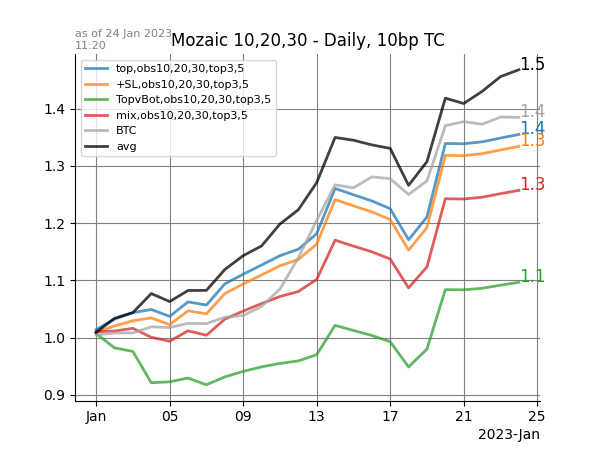 as of 24 Jan 2023
11:20
Mozaic 10,20,30 - Daily, 10bp TC
top,obs10,20,30,top3,5
+SL,obs10,20,30,top3,5
TopvBot,obs10,20,30,top3,5
mix,obs10,20,30,top3,5
BTC
avg
1.5
1.4
1.4
1.3
1.3
1.1
1.4
1.3
1.2
1.1
1.0
0.9
Jan 05 09 13 17 21 25
2023-Jan